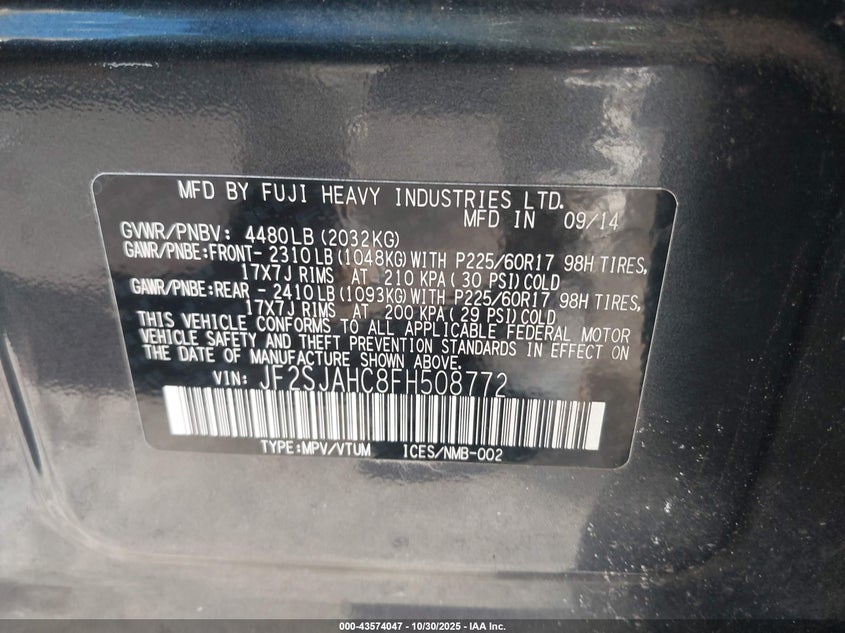 MFD BY FUJI HEAVY INDUSTRIES LTD.
MFD IN 09/14
GVWR/PNBV: 4480LB(2032KG)
GAWR/PNBE:FRONT- 2310LB(1048KG)WITH P225/60R17 98H TIRES,
17X7J RIMS AT 210 KPA( 30 PSI)COLD
GAWR/PNBE:REAR - 2410LB(1093KG)WITH P225/60R17 98H TIRES,
17X7J RIMS AT 200 KPA( 29 PSI)COLD
THIS VEHICLE CONFORMS TO ALL APPLICABLE FEDERAL MOTOR
VEHICLE SAFETY AND THEFT PREVENTION STANDARDS IN EFFECT ON
THE DATE OF MANUFACTURE SHOWN ABOVE.
VIN: JF2SJAHC8FH508772
TYPE:MPV/VTUM ICES/NMB-002
000-43574047 - 10/30/2025 - IAA Inc.